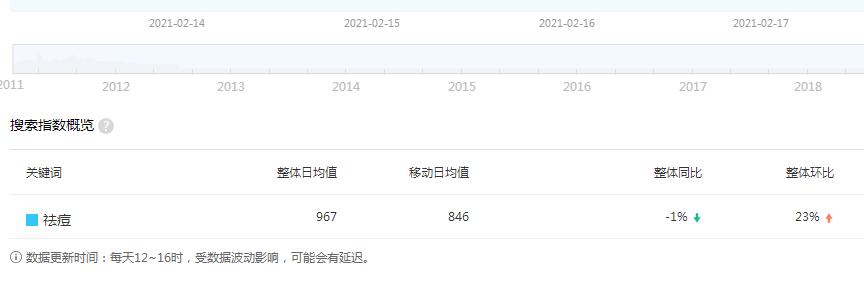 2021-02-14 2021-02-15 2021-02-16 2021-02-17
2011 2012 2013 2014 2015 2016 2017 2018
搜索指数概览 ?
关键词 整体日均值 移动日均值 整体同比 整体环比
祛痘 967 846 -1% 23%
数据更新时间：每天12~16时，受数据波动影响，可能会有延迟。